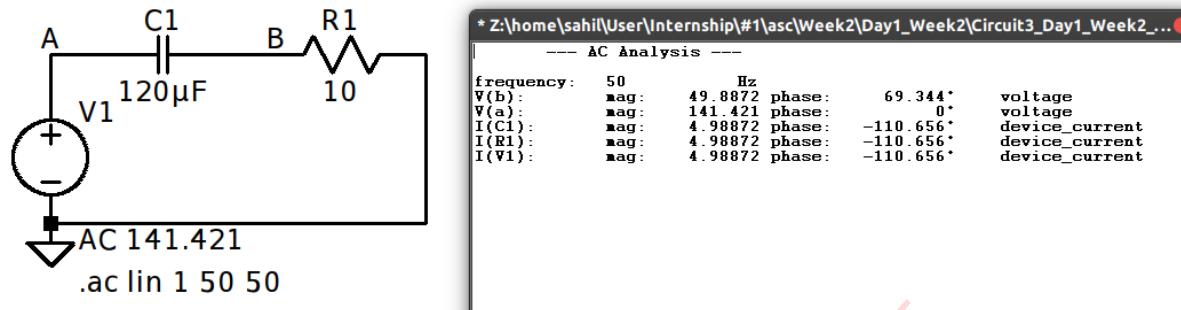 C1
R1
A
B
120µF
10
V1
+
AC 141.421
.ac lin 1 50 50
* Z:\home\sahil\User\Internship\#1\asc\Week2\Day1_Week2\Circuit3_Day1_Week2_...
--- AC Analysis ---
frequency: 50 Hz
V(b): mag: 49.8872 phase: 69.344° voltage
V(a): mag: 141.421 phase: 0° voltage
I(C1): mag: 4.98872 phase: -110.656° device_current
I(R1): mag: 4.98872 phase: -110.656° device_current
I(V1): mag: 4.98872 phase: -110.656° device_current